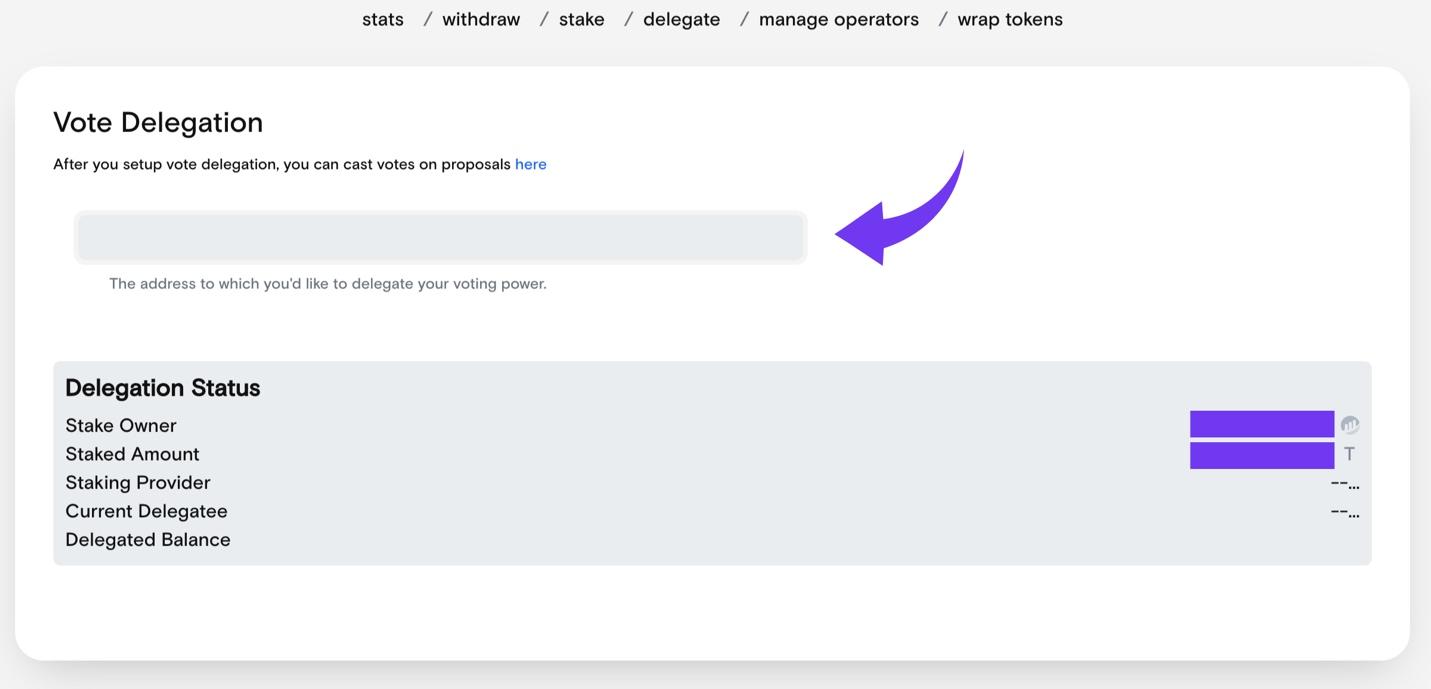 stats / withdraw / stake / delegate / manage operators / wrap tokens
Vote Delegation
After you setup vote delegation, you can cast votes on proposals here
The address to which you'd like to delegate your voting power.
Delegation Status
Stake Owner
Staked Amount T
Staking Provider --...
Current Delegatee --...
Delegated Balance